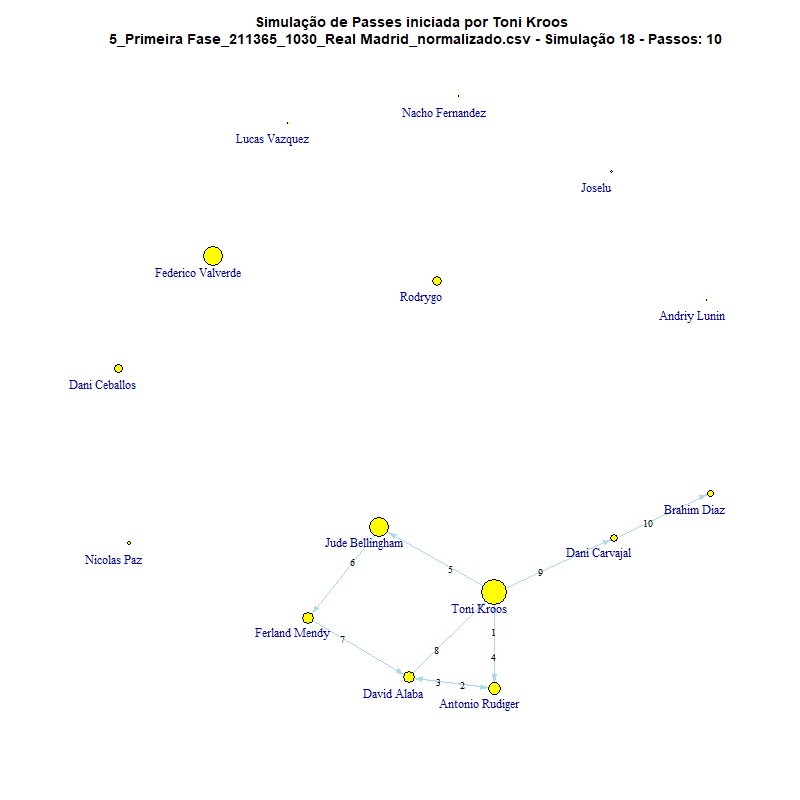 Simulação de Passes iniciada por Toni Kroos
5_Primeira Fase_211365_1030_Real Madrid_normalizado.csv - Simulação 18 - Passos: 10
Nacho Fernandez
Lucas Vazquez
Joselu
Federico Valverde
Rodrygo
Andriy Lunin
Dani Ceballos
Brahim Diaz
10
Jude Bellingham
Dani Carvajal
Nicolas Paz
6
5
9
Toni Kroos
Ferland Mendy
7
1
8
4
3
2
David Alaba
Antonio Rudiger